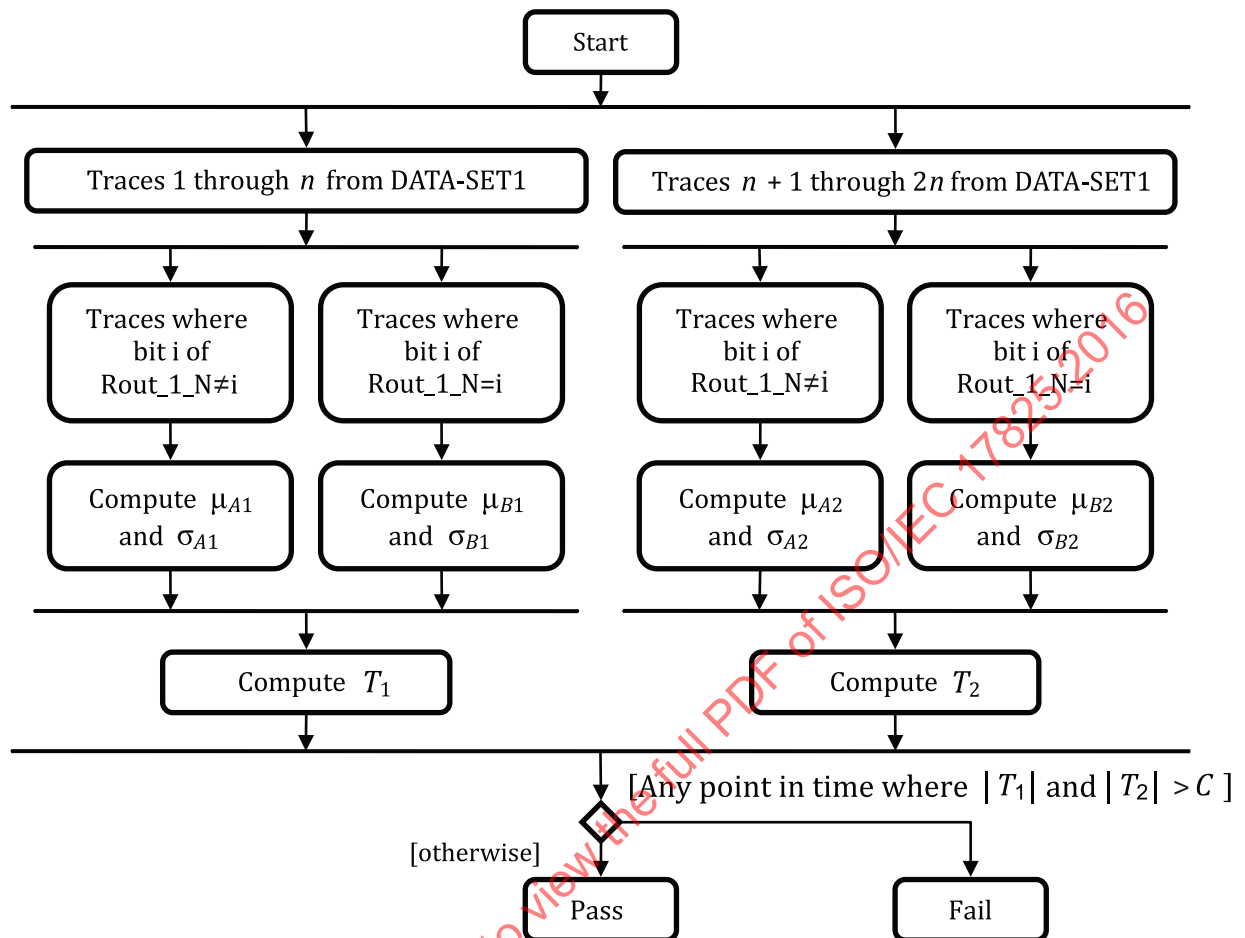 Start
Traces 1 through n from DATA-SET1
Traces n + 1 through 2n from DATA-SET1
Traces where
bit i of
Rout_1_N≠i
Traces where
bit i of
Rout_1_N=i
Traces where
bit i of
Rout_1_N≠i
Traces where
bit i of
Rout_1_N=i
Compute μA1
and σA1
Compute μB1
and σB1
Compute μA2
and σA2
Compute μB2
and σB2
Compute T1
Compute T2
[Any point in time where |T1| and |T2| > C ]
[otherwise]
Pass
Fail
to view the full PDF of ISO/IEC 17825:2016